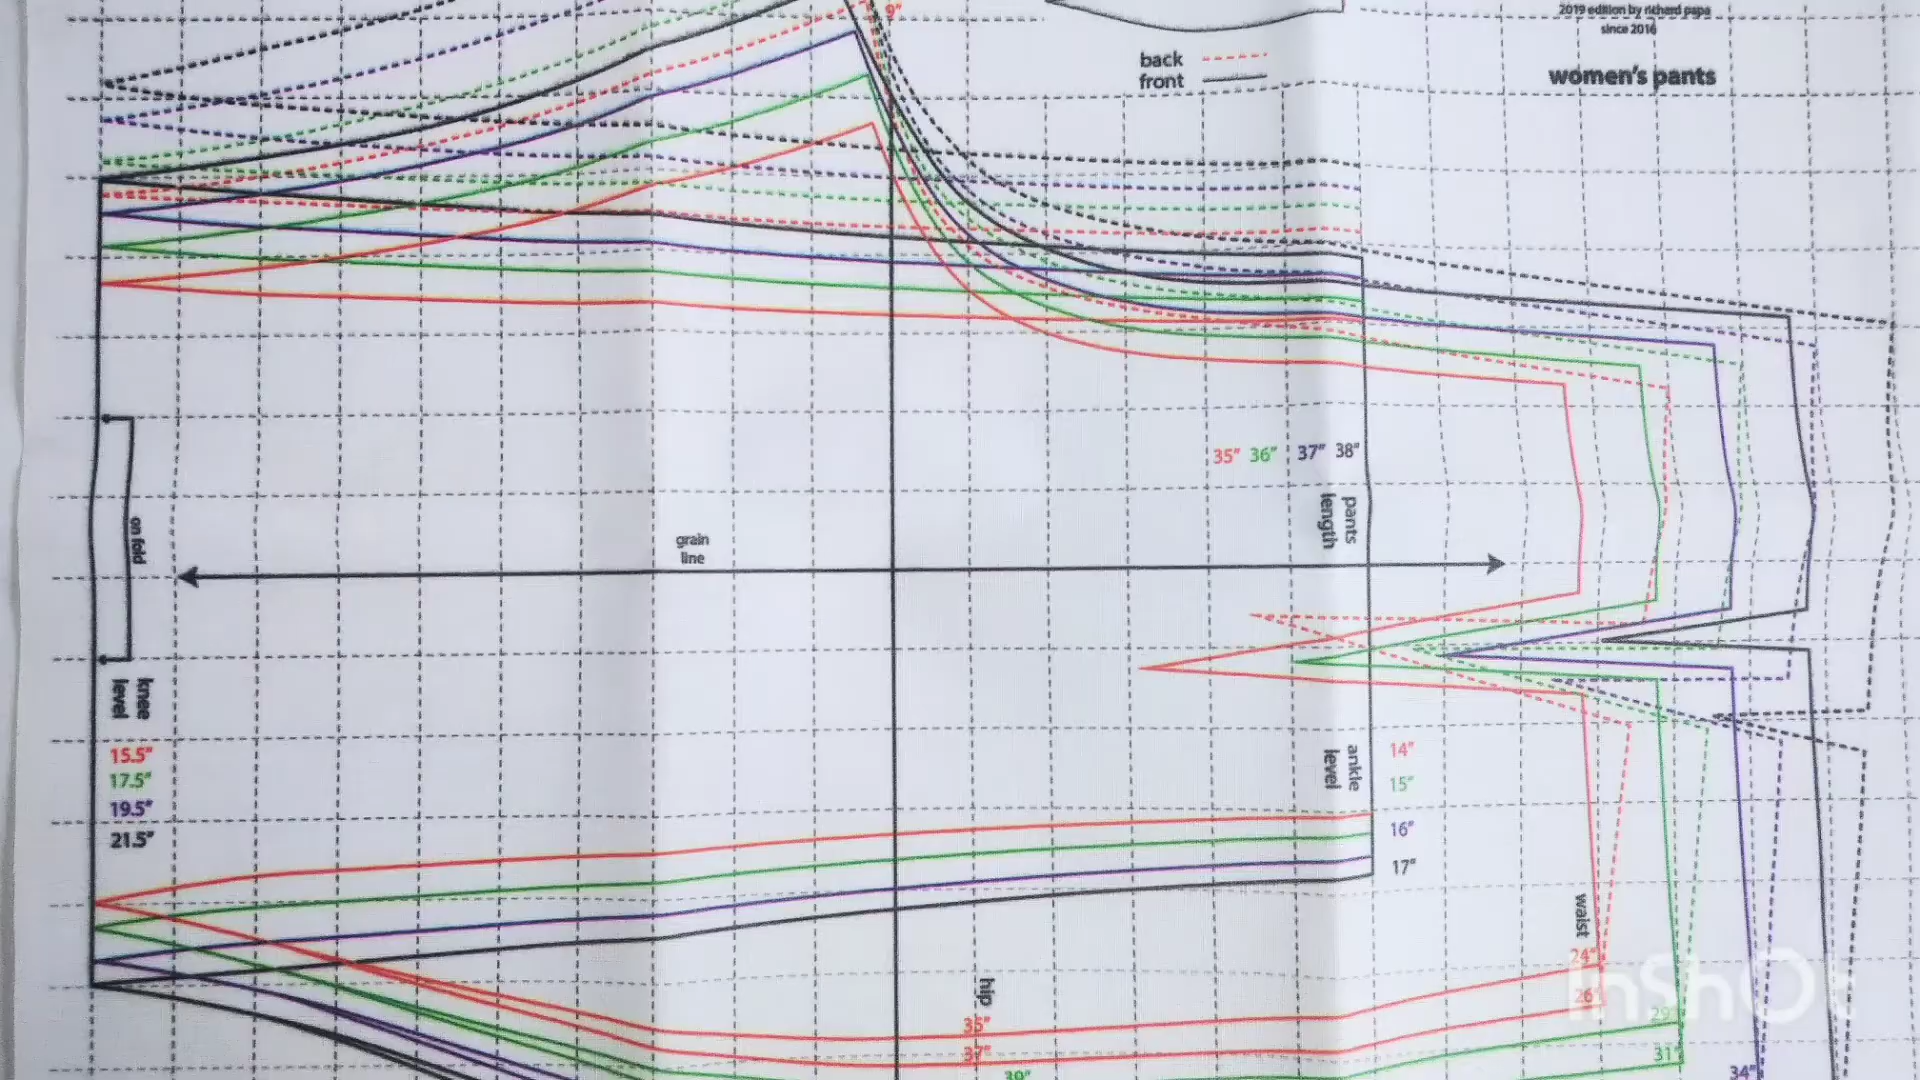 9"
2019 edition by richard papa
since 2016
back
front
women's pants
35" 36" 37" 38"
pants
length
on fold
grain
line
knee
level
15.5"
17.5"
19.5"
21.5"
ankle
level
14"
15"
16"
17"
waist
24"
26"
29"
31"
34"
hip
35"
37"
39"
InShOt